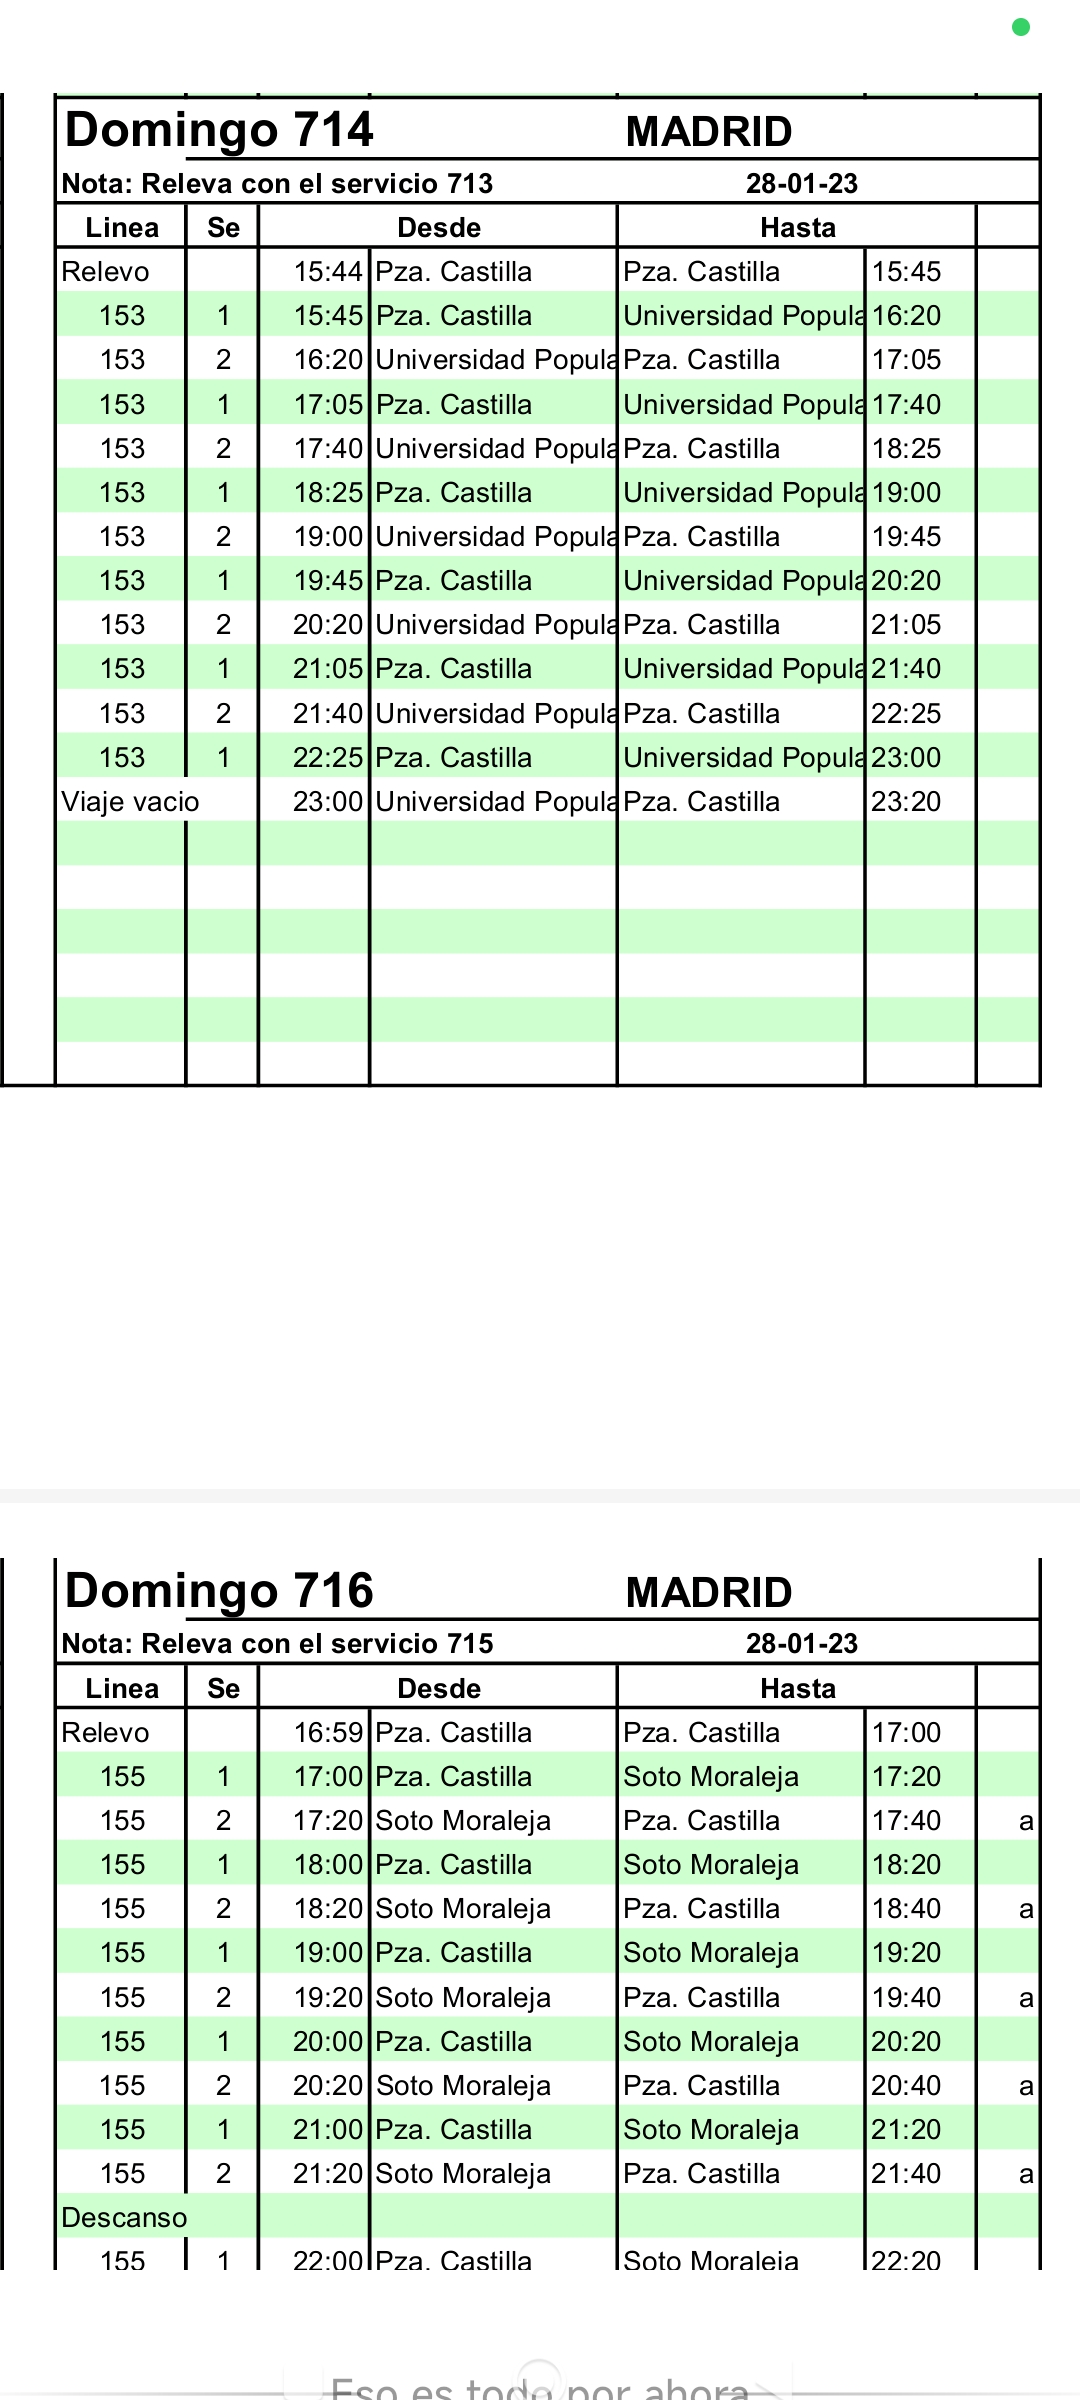 Domingo 714 MADRID
Nota: Releva con el servicio 713 28-01-23
Linea Se Desde Hasta
Relevo 15:44 Pza. Castilla Pza. Castilla 15:45
153 1 15:45 Pza. Castilla Universidad Popula 16:20
153 2 16:20 Universidad Popula Pza. Castilla 17:05
153 1 17:05 Pza. Castilla Universidad Popula 17:40
153 2 17:40 Universidad Popula Pza. Castilla 18:25
153 1 18:25 Pza. Castilla Universidad Popula 19:00
153 2 19:00 Universidad Popula Pza. Castilla 19:45
153 1 19:45 Pza. Castilla Universidad Popula 20:20
153 2 20:20 Universidad Popula Pza. Castilla 21:05
153 1 21:05 Pza. Castilla Universidad Popula 21:40
153 2 21:40 Universidad Popula Pza. Castilla 22:25
153 1 22:25 Pza. Castilla Universidad Popula 23:00
Viaje vacio 23:00 Universidad Popula Pza. Castilla 23:20
Domingo 716 MADRID
Nota: Releva con el servicio 715 28-01-23
Linea Se Desde Hasta
Relevo 16:59 Pza. Castilla Pza. Castilla 17:00
155 1 17:00 Pza. Castilla Soto Moraleja 17:20
155 2 17:20 Soto Moraleja Pza. Castilla 17:40 a
155 1 18:00 Pza. Castilla Soto Moraleja 18:20
155 2 18:20 Soto Moraleja Pza. Castilla 18:40 a
155 1 19:00 Pza. Castilla Soto Moraleja 19:20
155 2 19:20 Soto Moraleja Pza. Castilla 19:40 a
155 1 20:00 Pza. Castilla Soto Moraleja 20:20
155 2 20:20 Soto Moraleja Pza. Castilla 20:40 a
155 1 21:00 Pza. Castilla Soto Moraleja 21:20
155 2 21:20 Soto Moraleja Pza. Castilla 21:40 a
Descanso
155 1 22:00 Pza. Castilla Soto Moraleja 22:20
Eso es todo por ahora